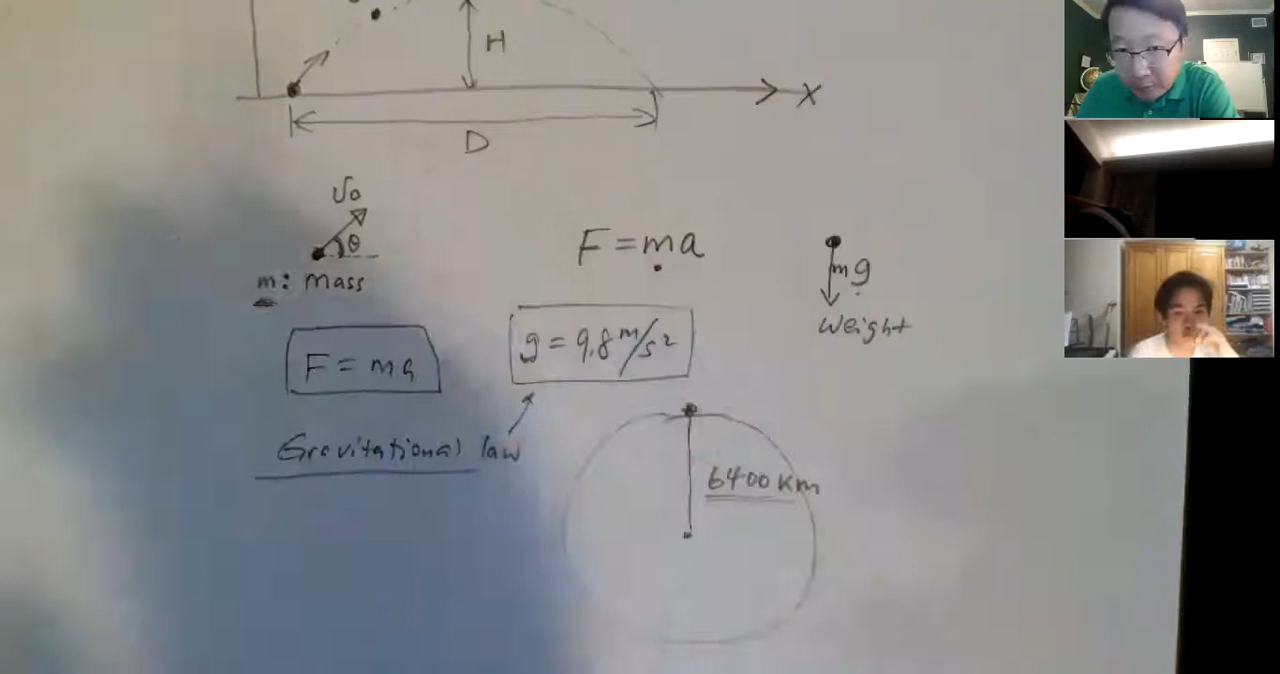 H
X
D
v₀
θ
m: mass
F = ma
mg
weight
F = ma
g = 9.8 m/s²
Gravitational law
6400 km